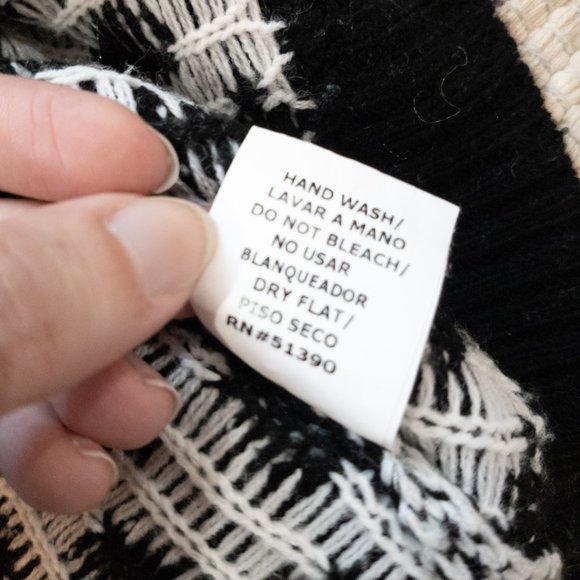 HAND WASH/
LAVAR A MANO
DO NOT BLEACH/
NO USAR
BLANQUEADOR
DRY FLAT/
PISO SECO
RN#51390